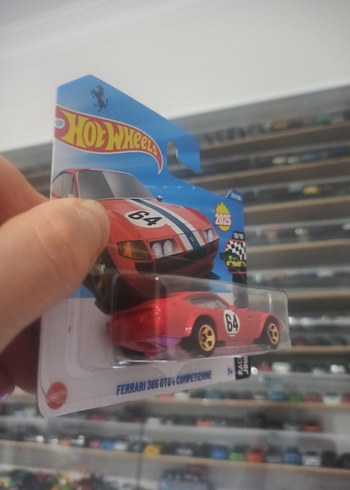 HOT WHEELS
64
2025
64
FERRARI 365 GTB4 COMPETIZIONE